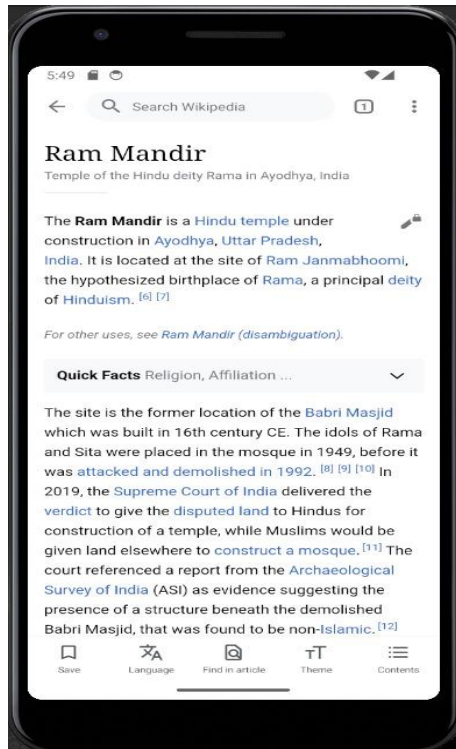 5:49
Search Wikipedia
1
Ram Mandir
Temple of the Hindu deity Rama in Ayodhya, India
The Ram Mandir is a Hindu temple under
construction in Ayodhya, Uttar Pradesh,
India. It is located at the site of Ram Janmabhoomi,
the hypothesized birthplace of Rama, a principal deity
of Hinduism. [6] [7]
For other uses, see Ram Mandir (disambiguation).
Quick Facts Religion, Affiliation ...
The site is the former location of the Babri Masjid
which was built in 16th century CE. The idols of Rama
and Sita were placed in the mosque in 1949, before it
was attacked and demolished in 1992. [8] [9] [10] In
2019, the Supreme Court of India delivered the
verdict to give the disputed land to Hindus for
construction of a temple, while Muslims would be
given land elsewhere to construct a mosque. [11] The
court referenced a report from the Archaeological
Survey of India (ASI) as evidence suggesting the
presence of a structure beneath the demolished
Babri Masjid, that was found to be non-Islamic. [12]
Save
Language
Find in article
Theme
Contents